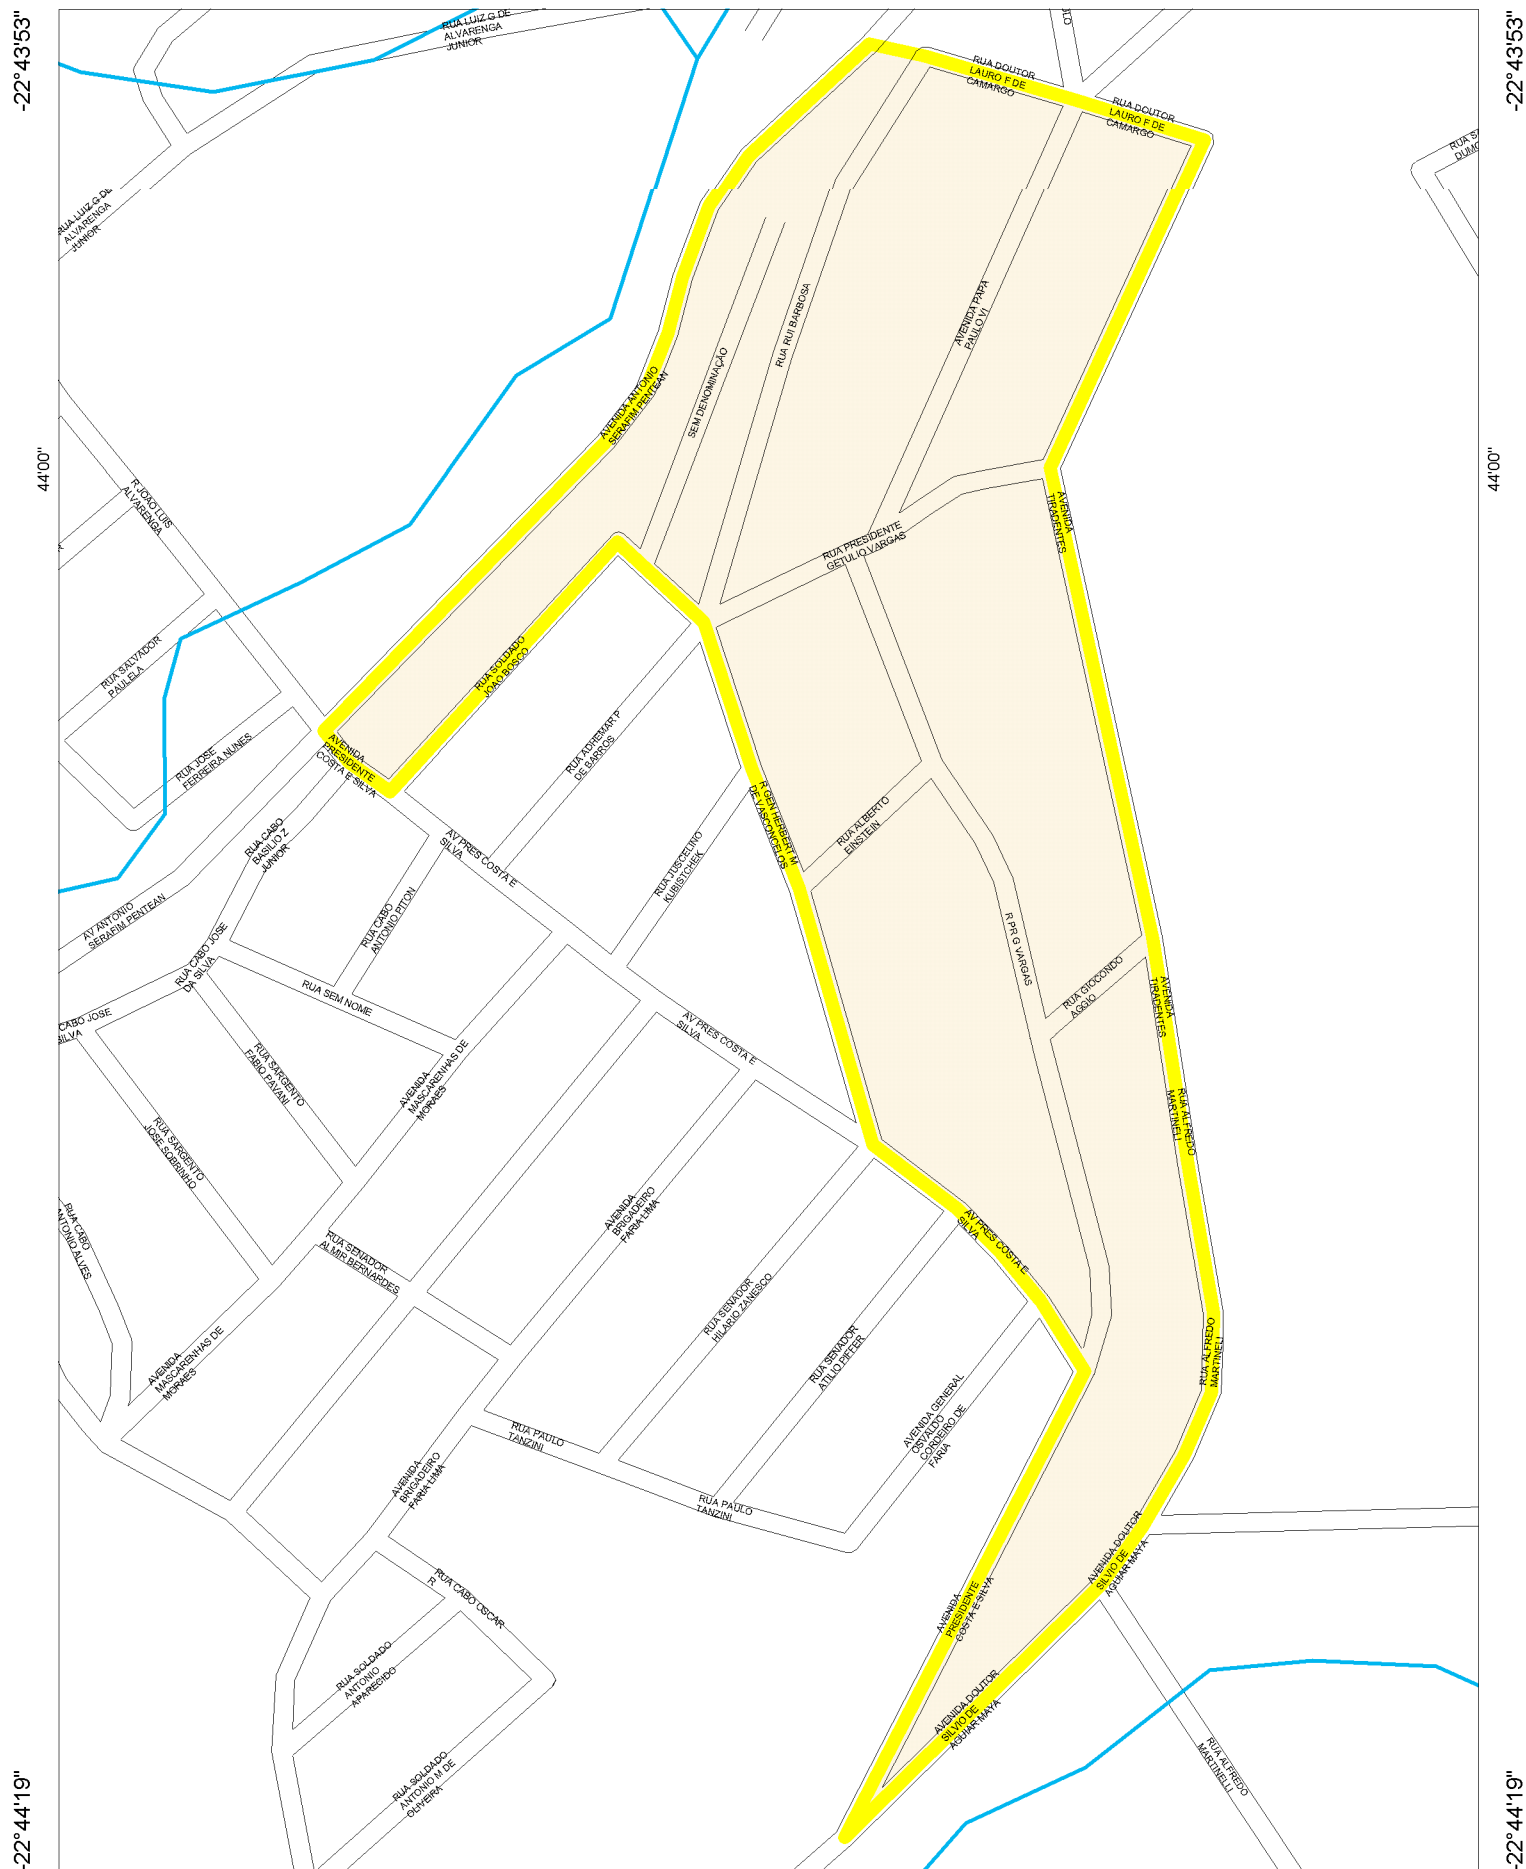 -22°43'53"
-22°43'53"
RUA LUIZ G DE
ALVARENGA
JUNIOR
ULO
RUA DOUTOR
LAURO F DE
CAMARGO
RUA DOUTOR
LAURO F DE
CAMARGO
RUA S
DUMO
RUA LUIZ G DE
ALVARENGA
JUNIOR
AVENIDA PAPA
PAULO VI
RUA RUI BARBOSA
SEM DENOMINAÇÃO
AVENIDA ANTONIO
SERAFIM PENTEAN
44'00"
44'00"
R JOÃO LUIS
ALVARENGA
R
AVENIDA
TIRADENTES
RUA PRESIDENTE
GETULIO VARGAS
RUA SALVADOR
PAULELA
RUA SOLDADO
JOAO BOSCO
RUA JOSE
FERREIRA NUNES
AVENIDA
PRESIDENTE
COSTA E SILVA
RUA ADHEMAR P
DE BARROS
R GEN HERBERT M
DE VASCONCELOS
RUA ALBERTO
EINSTEIN
RUA CABO
BASILIO Z
JUNIOR
AV PRES COSTA E
SILVA
RUA JUSCELINO
KUBISTCHEK
RUA CABO
ANTONIO PITON
AV ANTONIO
SERAFIM PENTEAN
RUA CABO JOSE
DA SILVA
RUA SEM NOME
R PR G VARGAS
RUA GIOCONDO
AGGIO
AVENIDA
TIRADENTES
CABO JOSE
SILVA
AV PRES COSTA E
SILVA
RUA SARGENTO
FABIO PAVANI
AVENIDA
MASCARENHAS DE
MORAES
RUA SARGENTO
JOSE SOBRINHO
RUA ALFREDO
MARTINELI
RUA CABO
ANTONIO ALVES
AVENIDA
BRIGADEIRO
FARIA LIMA
AV PRES COSTA E
SILVA
RUA SENADOR
ALMIR BERNARDES
RUA SENADOR
HILARIO ZANESCO
RUA SENADOR
ATILIO PIFFER
RUA ALFREDO
MARTINELI
AVENIDA
MASCARENHAS DE
MORAES
AVENIDA GENERAL
OSVALDO
CORDEIRO DE
FARIA
RUA PAULO
TANZINI
AVENIDA
BRIGADEIRO
FARIA LIMA
RUA PAULO
TANZINI
AVENIDA DOUTOR
SILVIO DE
AGUIAR MAYA
RUA CABO OSCAR
R
AVENIDA
PRESIDENTE
COSTA E SILVA
RUA SOLDADO
ANTONIO
APARECIDO
AVENIDA DOUTOR
SILVIO DE
AGUIAR MAYA
RUA SOLDADO
ANTONIO M DE
OLIVEIRA
RUA ALFREDO
MARTINELLI
-22°44'19"
-22°44'19"